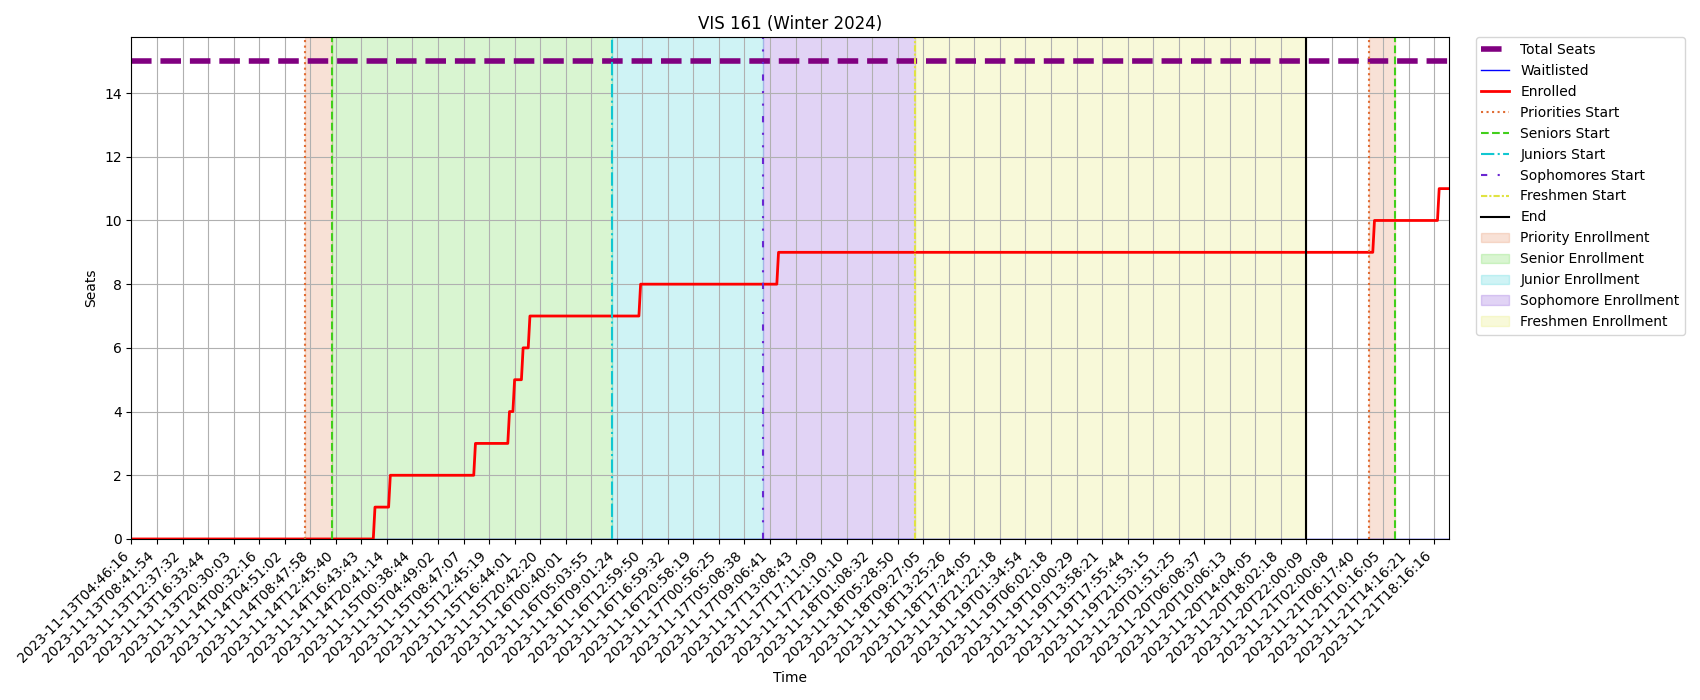 VIS 161 (Winter 2024)
Total Seats
Waitlisted
Enrolled
Priorities Start
Seniors Start
Juniors Start
Sophomores Start
Freshmen Start
End
Priority Enrollment
Senior Enrollment
Junior Enrollment
Sophomore Enrollment
Freshmen Enrollment
Seats
14
12
10
8
6
4
2
0
2023-11-13T04:46:16
2023-11-13T08:41:54
2023-11-13T12:37:32
2023-11-13T16:33:44
2023-11-13T20:30:03
2023-11-14T00:32:16
2023-11-14T04:51:02
2023-11-14T08:47:58
2023-11-14T12:45:40
2023-11-14T16:43:43
2023-11-14T20:41:14
2023-11-15T00:38:44
2023-11-15T04:49:02
2023-11-15T08:47:07
2023-11-15T12:45:19
2023-11-15T16:44:01
2023-11-15T20:42:20
2023-11-16T00:40:01
2023-11-16T05:03:55
2023-11-16T09:01:24
2023-11-16T12:59:50
2023-11-16T16:59:32
2023-11-16T20:58:19
2023-11-17T00:56:25
2023-11-17T05:08:38
2023-11-17T09:06:41
2023-11-17T13:08:43
2023-11-17T17:11:09
2023-11-17T21:10:10
2023-11-18T01:08:32
2023-11-18T05:28:50
2023-11-18T09:27:05
2023-11-18T13:25:26
2023-11-18T17:24:05
2023-11-18T21:22:18
2023-11-19T01:34:54
2023-11-19T06:02:18
2023-11-19T10:00:29
2023-11-19T13:58:21
2023-11-19T17:55:44
2023-11-19T21:53:15
2023-11-20T01:51:25
2023-11-20T06:08:37
2023-11-20T10:06:13
2023-11-20T14:04:05
2023-11-20T18:02:18
2023-11-20T22:00:09
2023-11-21T02:00:08
2023-11-21T06:17:40
2023-11-21T10:16:05
2023-11-21T14:16:21
2023-11-21T18:16:16
Time